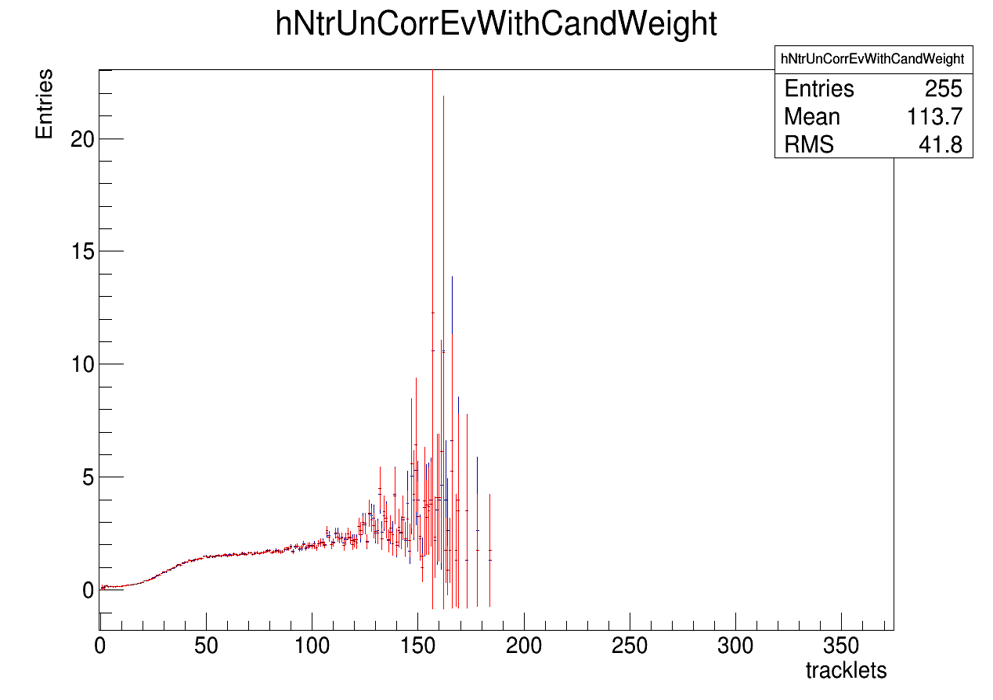 hNtrUnCorrEvWithCandWeight
hNtrUnCorrEvWithCandWeight
Entries 255
Mean 113.7
RMS 41.8
Entries
20
15
10
5
0
0 50 100 150 200 250 300 350
tracklets